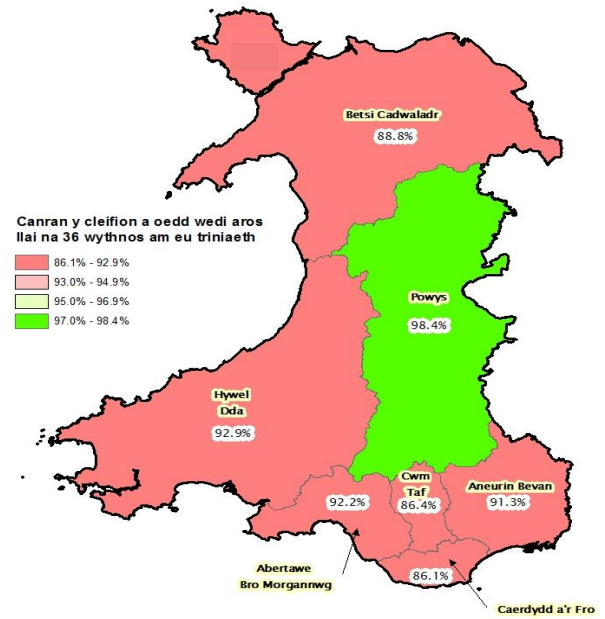 Betsi Cadwaladr
88.8%
Canran y cleifion a oedd wedi aros
llai na 36 wythnos am eu triniaeth
86.1% - 92.9%
93.0% - 94.9%
95.0% - 96.9%
97.0% - 98.4%
Powys
98.4%
Hywel
Dda
92.9%
Cwm
Taf
86.4%
Aneurin Bevan
91.3%
92.2%
Abertawe
Bro Morgannwg
86.1%
Caerdydd a'r Fro